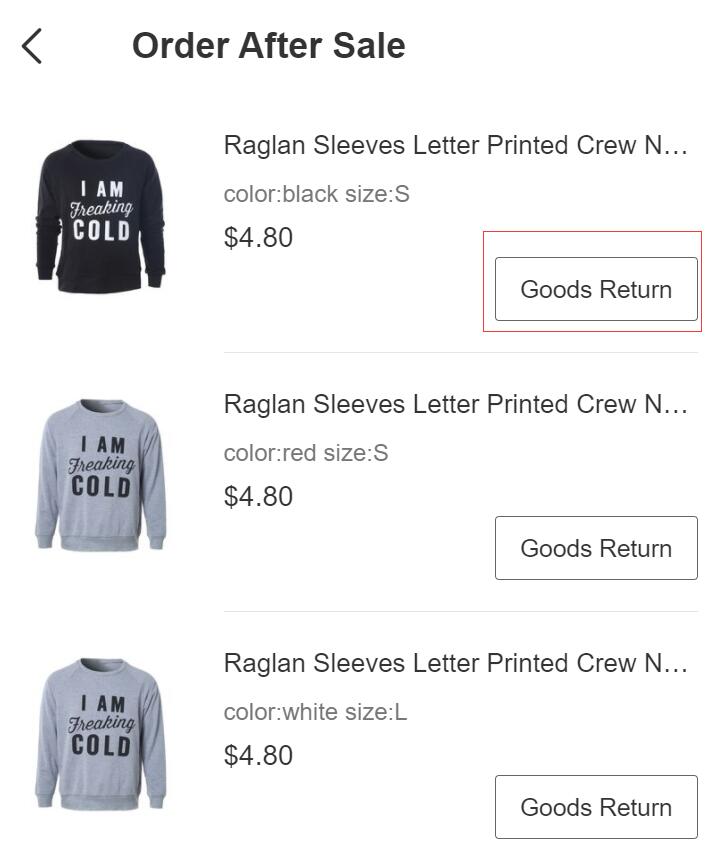 Order After Sale
Raglan Sleeves Letter Printed Crew N...
I AM
Freaking
COLD
color:black size:S
$4.80
Goods Return
Raglan Sleeves Letter Printed Crew N...
I AM
Freaking
COLD
color:red size:S
$4.80
Goods Return
Raglan Sleeves Letter Printed Crew N...
I AM
Freaking
COLD
color:white size:L
$4.80
Goods Return